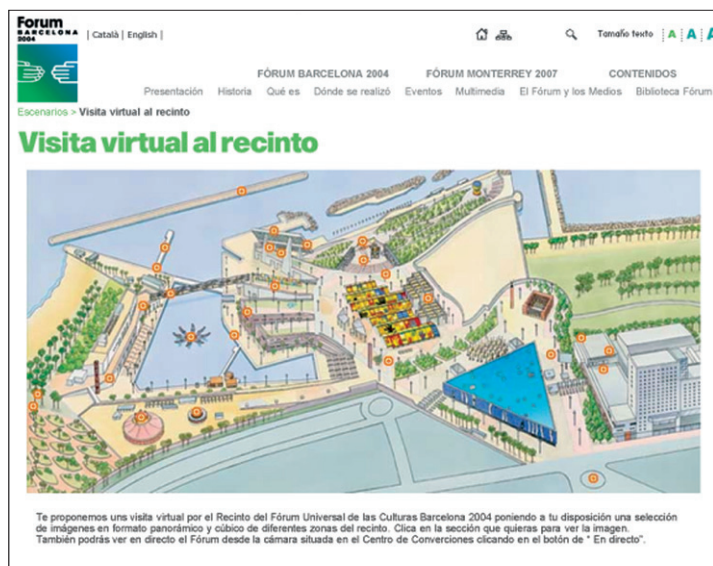 Forum
BARCELONA
2004
| Català | English |
Tamaño texto | A | A | A
FÓRUM BARCELONA 2004 FÓRUM MONTERREY 2007 CONTENIDOS
Presentación Historia Qué es Dónde se realizó Eventos Multimedia El Fórum y los Medios Biblioteca Fórum
Escenarios > Visita virtual al recinto
Visita virtual al recinto
Te proponemos uns visita virtual por el Recinto del Fórum Universal de las Culturas Barcelona 2004 poniendo a tu disposición una selección
de imágenes en formato panorámico y cúbico de diferentes zonas del recinto. Clica en la sección que quieras para ver la imagen.
También podrás ver en directo el Fórum desde la cámara situada en el Centro de Converciones clicando en el botón de " En directo".